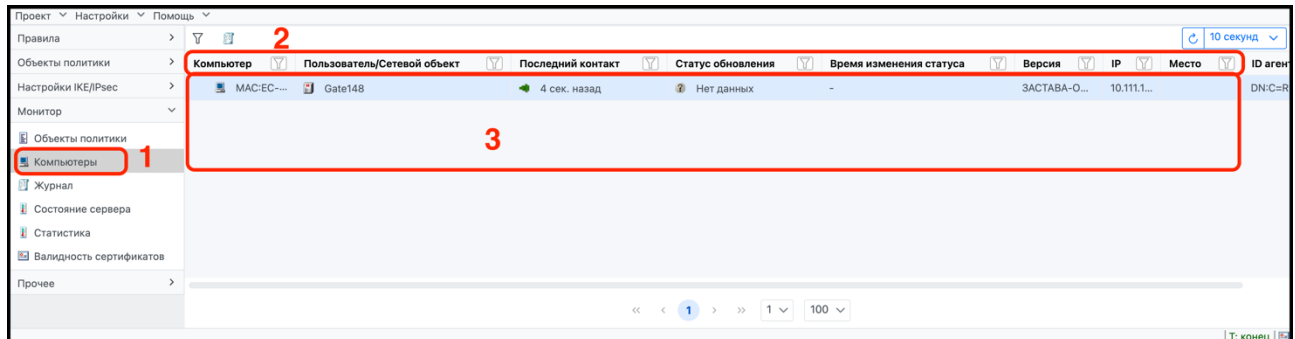 Проект Настройки Помощь
Правила
2
10 секунд
Объекты политики
Компьютер Пользователь/Сетевой объект Последний контакт Статус обновления Время изменения статуса Версия IP Место ID аген
Настройки IKE/IPsec
MAC:EC-... Gate148 4 сек. назад Нет данных - ЗАСТАВА-О... 10.111.1... DN:C=R
Монитор
Объекты политики
3
Компьютеры 1
Журнал
Состояние сервера
Статистика
Валидность сертификатов
Прочее
<< < 1 > >> 1 100
Т: конец